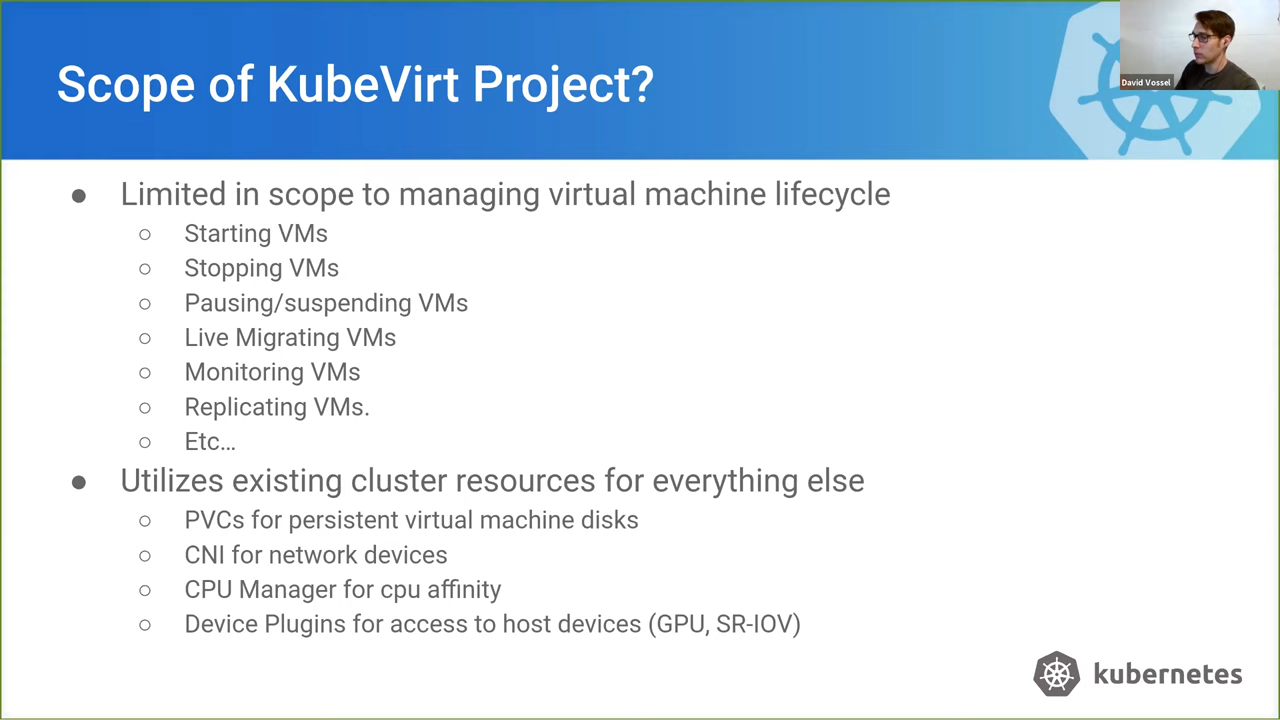 Scope of KubeVirt Project?
David Vossel
● Limited in scope to managing virtual machine lifecycle
○ Starting VMs
○ Stopping VMs
○ Pausing/suspending VMs
○ Live Migrating VMs
○ Monitoring VMs
○ Replicating VMs.
○ Etc…
● Utilizes existing cluster resources for everything else
○ PVCs for persistent virtual machine disks
○ CNI for network devices
○ CPU Manager for cpu affinity
○ Device Plugins for access to host devices (GPU, SR-IOV)
kubernetes